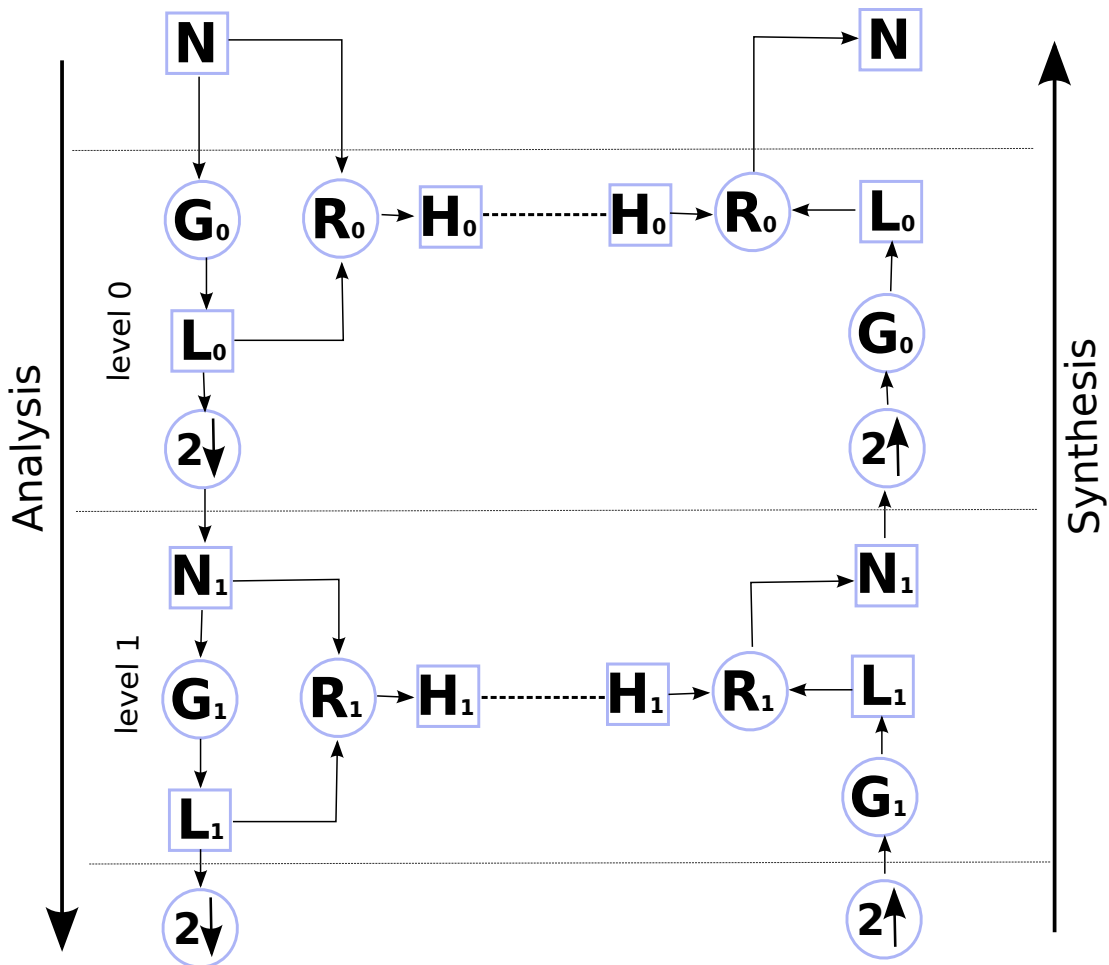 N
N
G₀
R₀
H₀
H₀
R₀
L₀
level 0
L₀
G₀
Analysis
Synthesis
2
2
N₁
N₁
level 1
G₁
R₁
H₁
H₁
R₁
L₁
L₁
G₁
2
2